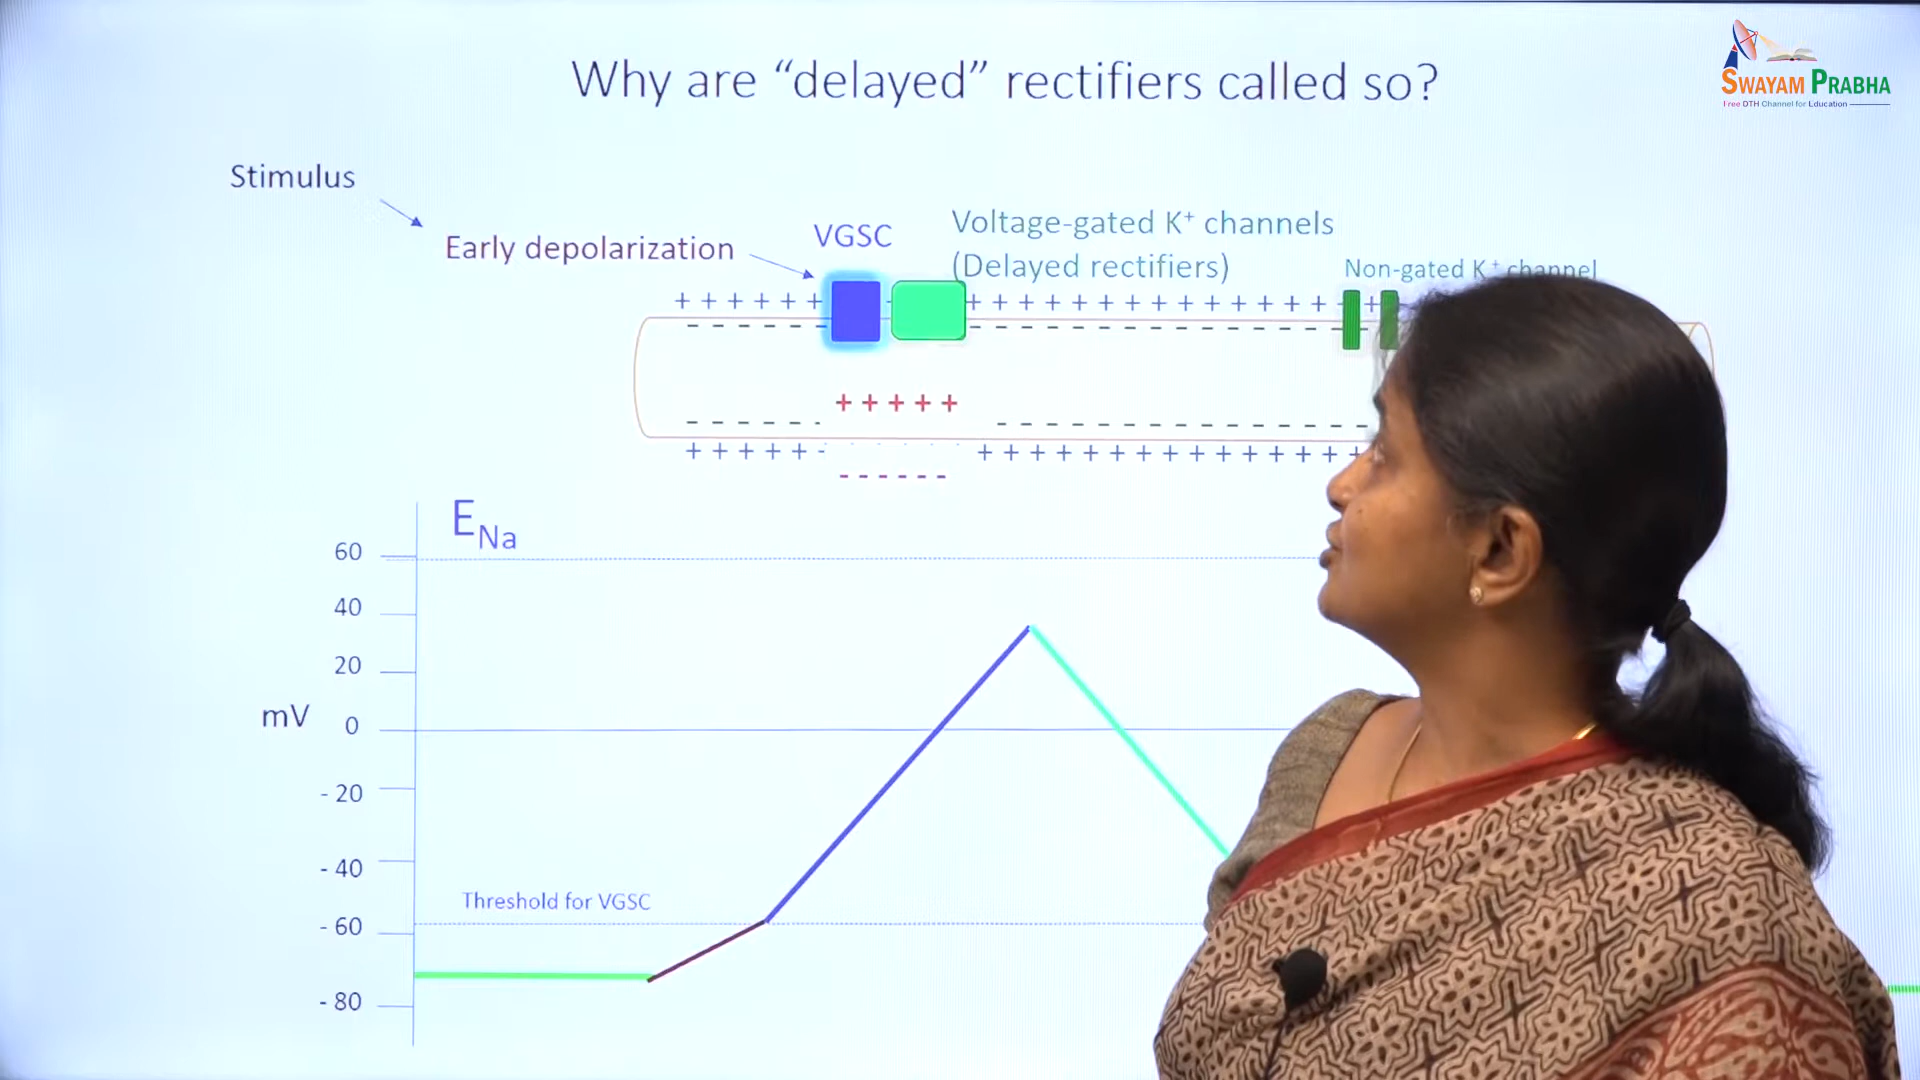 Why are “delayed” rectifiers called so?
SWAYAM PRABHA
Free DTH Channel for Education
Stimulus
Early depolarization
VGSC
Voltage-gated K⁺ channels
(Delayed rectifiers)
Non-gated K⁺ channel
+ + + + + +
+ + + + + + + + + + + + + +
+
- - - - - -
- - - - - - - - - - - - - - -
+ + + + +
- - - - - -
- - - - - - - - - - - - - -
+ + + + + -
+ + + + + + + + + + + + + + +
- - - - - -
E_Na
60
40
20
mV
0
- 20
- 40
Threshold for VGSC
- 60
- 80